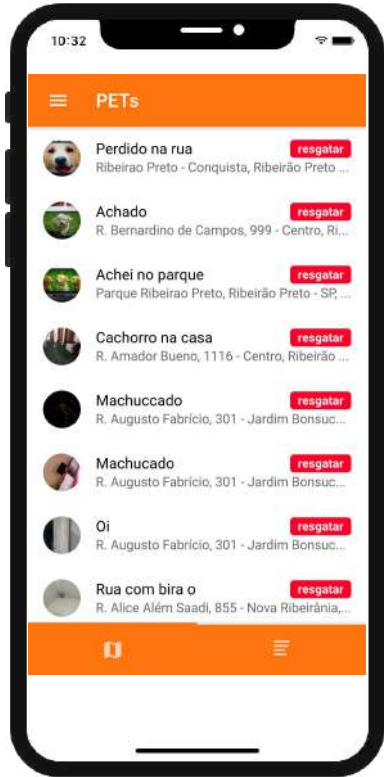 10:32
PETs
Perdido na rua resgatar
Ribeirao Preto - Conquista, Ribeirão Preto ...
Achado resgatar
R. Bernardino de Campos, 999 - Centro, Ri...
Achei no parque resgatar
Parque Ribeirao Preto, Ribeirão Preto - SP, ...
Cachorro na casa resgatar
R. Amador Bueno, 1116 - Centro, Ribeirão ...
Machuccado resgatar
R. Augusto Fabrício, 301 - Jardim Bonsuc...
Machucado resgatar
R. Augusto Fabrício, 301 - Jardim Bonsuc...
Oi resgatar
R. Augusto Fabrício, 301 - Jardim Bonsuc...
Rua com bira o resgatar
R. Alice Além Saadi, 855 - Nova Ribeirânia,...